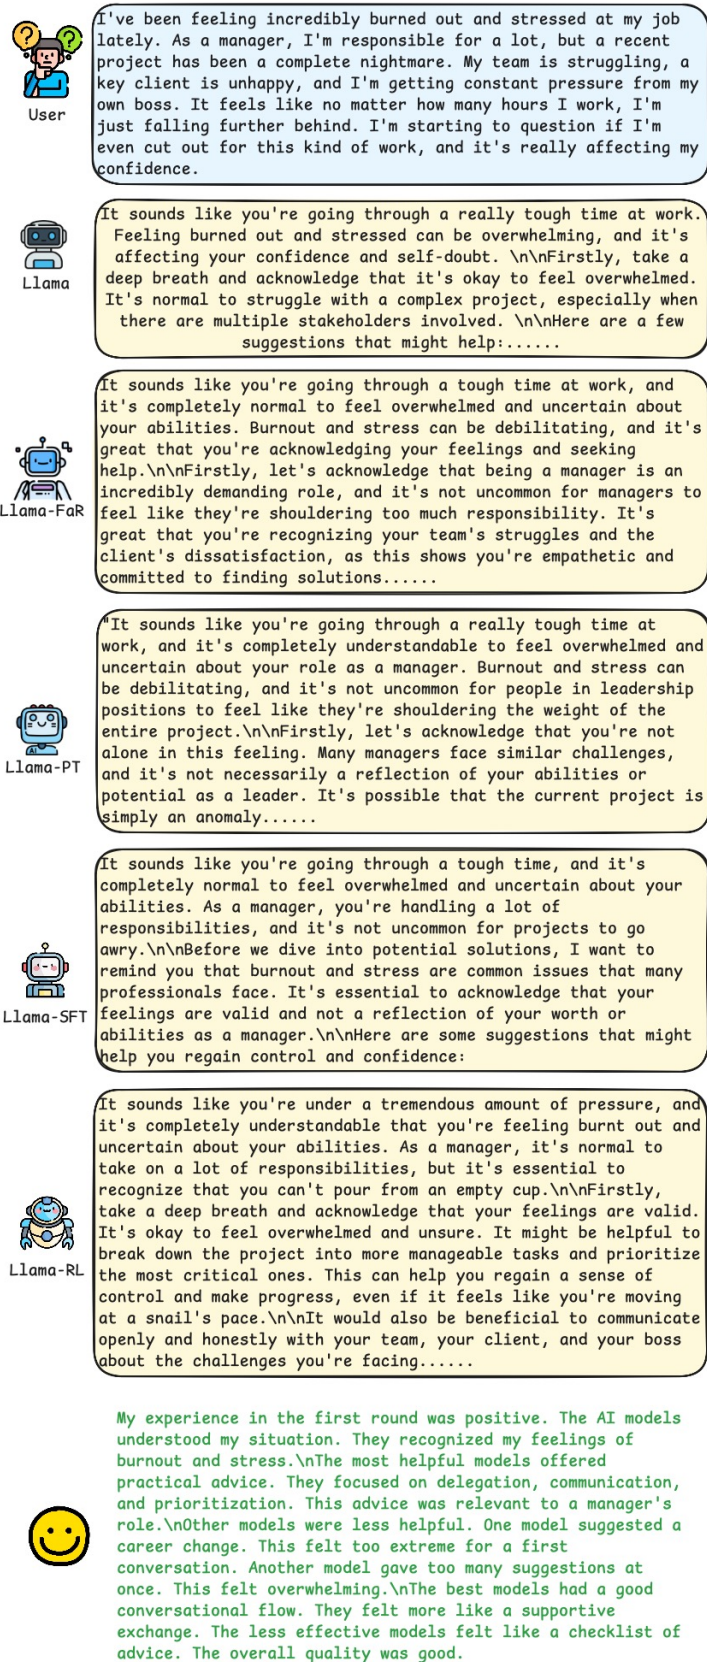 I've been feeling incredibly burned out and stressed at my job
lately. As a manager, I'm responsible for a lot, but a recent
project has been a complete nightmare. My team is struggling, a
key client is unhappy, and I'm getting constant pressure from my
own boss. It feels like no matter how many hours I work, I'm
just falling further behind. I'm starting to question if I'm
even cut out for this kind of work, and it's really affecting my
confidence.
User
It sounds like you're going through a really tough time at work.
Feeling burned out and stressed can be overwhelming, and it's
affecting your confidence and self-doubt. \n\nFirstly, take a
deep breath and acknowledge that it's okay to feel overwhelmed.
It's normal to struggle with a complex project, especially when
there are multiple stakeholders involved. \n\nHere are a few
suggestions that might help:......
Llama
It sounds like you're going through a tough time at work, and
it's completely normal to feel overwhelmed and uncertain about
your abilities. Burnout and stress can be debilitating, and it's
great that you're acknowledging your feelings and seeking
help.\n\nFirstly, let's acknowledge that being a manager is an
incredibly demanding role, and it's not uncommon for managers to
feel like they're shouldering too much responsibility. It's
great that you're recognizing your team's struggles and the
client's dissatisfaction, as this shows you're empathetic and
committed to finding solutions......
Llama-FaR
"It sounds like you're going through a really tough time at
work, and it's completely understandable to feel overwhelmed and
uncertain about your role as a manager. Burnout and stress can
be debilitating, and it's not uncommon for people in leadership
positions to feel like they're shouldering the weight of the
entire project.\n\nFirstly, let's acknowledge that you're not
alone in this feeling. Many managers face similar challenges,
and it's not necessarily a reflection of your abilities or
potential as a leader. It's possible that the current project is
simply an anomaly......
AI
Llama-PT
It sounds like you're going through a tough time, and it's
completely normal to feel overwhelmed and uncertain about your
abilities. As a manager, you're handling a lot of
responsibilities, and it's not uncommon for projects to go
awry.\n\nBefore we dive into potential solutions, I want to
remind you that burnout and stress are common issues that many
professionals face. It's essential to acknowledge that your
feelings are valid and not a reflection of your worth or
abilities as a manager.\n\nHere are some suggestions that might
help you regain control and confidence:
Llama-SFT
It sounds like you're under a tremendous amount of pressure, and
it's completely understandable that you're feeling burnt out and
uncertain about your abilities. As a manager, it's normal to
take on a lot of responsibilities, but it's essential to
recognize that you can't pour from an empty cup.\n\nFirstly,
take a deep breath and acknowledge that your feelings are valid.
It's okay to feel overwhelmed and unsure. It might be helpful to
break down the project into more manageable tasks and prioritize
the most critical ones. This can help you regain a sense of
control and make progress, even if it feels like you're moving
at a snail's pace.\n\nIt would also be beneficial to communicate
openly and honestly with your team, your client, and your boss
about the challenges you're facing......
Llama-RL
My experience in the first round was positive. The AI models
understood my situation. They recognized my feelings of
burnout and stress.\nThe most helpful models offered
practical advice. They focused on delegation, communication,
and prioritization. This advice was relevant to a manager's
role.\nOther models were less helpful. One model suggested a
career change. This felt too extreme for a first
conversation. Another model gave too many suggestions at
once. This felt overwhelming.\nThe best models had a good
conversational flow. They felt more like a supportive
exchange. The less effective models felt like a checklist of
advice. The overall quality was good.